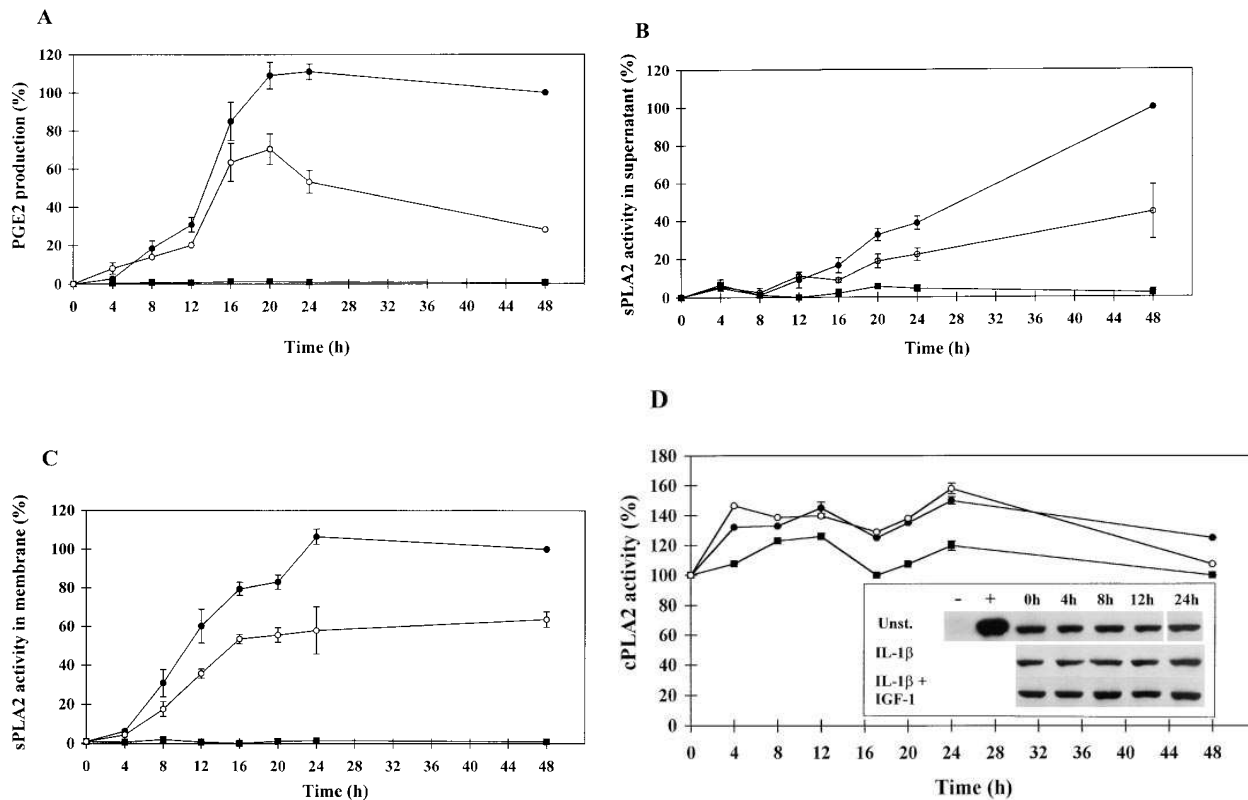 A
PGE2 production (%)
120
100
80
60
40
20
0
0 4 8 12 16 20 24 28 32 36 40 44 48
Time (h)
B
sPLA2 activity in supernatant (%)
120
100
80
60
40
20
0
0 4 8 12 16 20 24 28 32 36 40 44 48
Time (h)
C
sPLA2 activity in membrane (%)
120
100
80
60
40
20
0
0 4 8 12 16 20 24 28 32 36 40 44 48
Time (h)
D
cPLA2 activity (%)
180
160
140
120
100
80
60
40
20
0
- + 0h 4h 8h 12h 24h
Unst.
IL-1β
IL-1β +
IGF-1
0 4 8 12 16 20 24 28 32 36 40 44 48
Time (h)